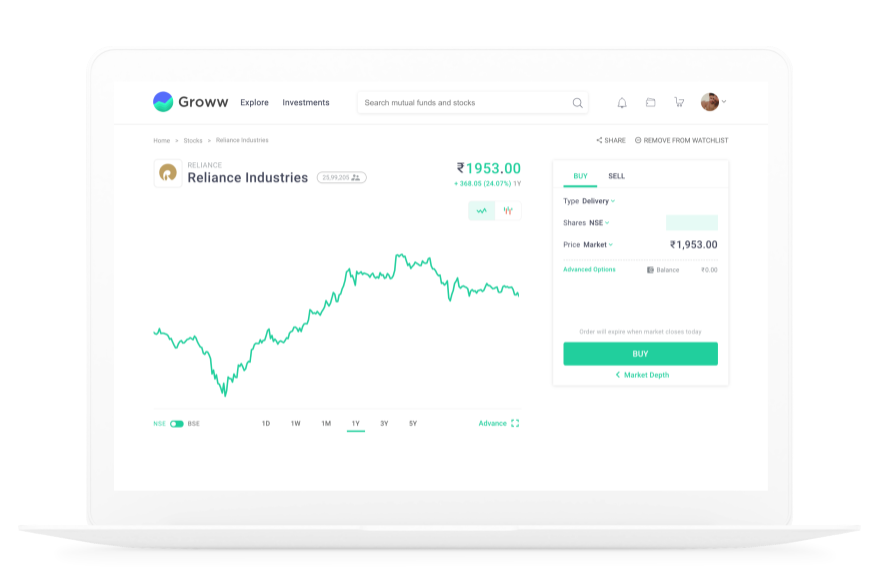 Groww Explore Investments Search mutual funds and stocks
Home > Stocks > Reliance Industries SHARE REMOVE FROM WATCHLIST
RELIANCE
Reliance Industries 25,99,205
₹1953.00
+ 368.05 (24.07%) 1Y
BUY SELL
Type Delivery
Shares NSE
Price Market ₹1,953.00
Advanced Options Balance ₹0.00
Order will expire when market closes today
BUY
Market Depth
NSE BSE 1D 1W 1M 1Y 3Y 5Y Advance